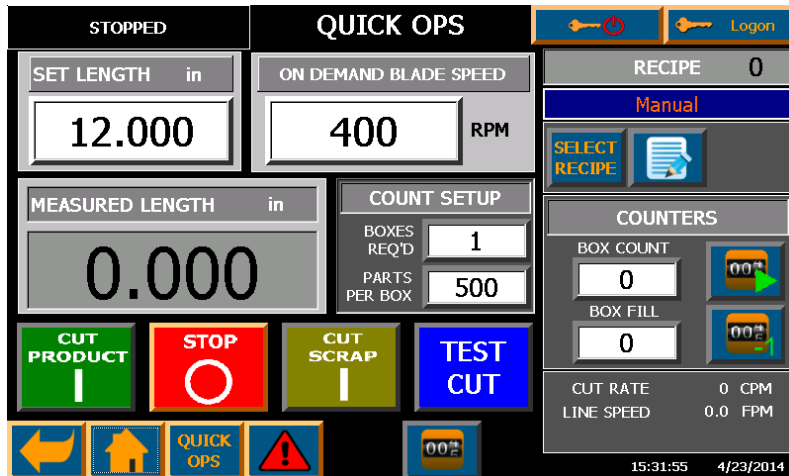 STOPPED
QUICK OPS
Logon
SET LENGTH in
12.000
ON DEMAND BLADE SPEED
400 RPM
RECIPE 0
Manual
SELECT
RECIPE
MEASURED LENGTH in
0.000
COUNT SETUP
BOXES
REQ'D
1
PARTS
PER BOX
500
COUNTERS
BOX COUNT
0
BOX FILL
0
-1
CUT
PRODUCT
STOP
CUT
SCRAP
TEST
CUT
CUT RATE 0 CPM
LINE SPEED 0.0 FPM
QUICK
OPS
15:31:55 4/23/2014